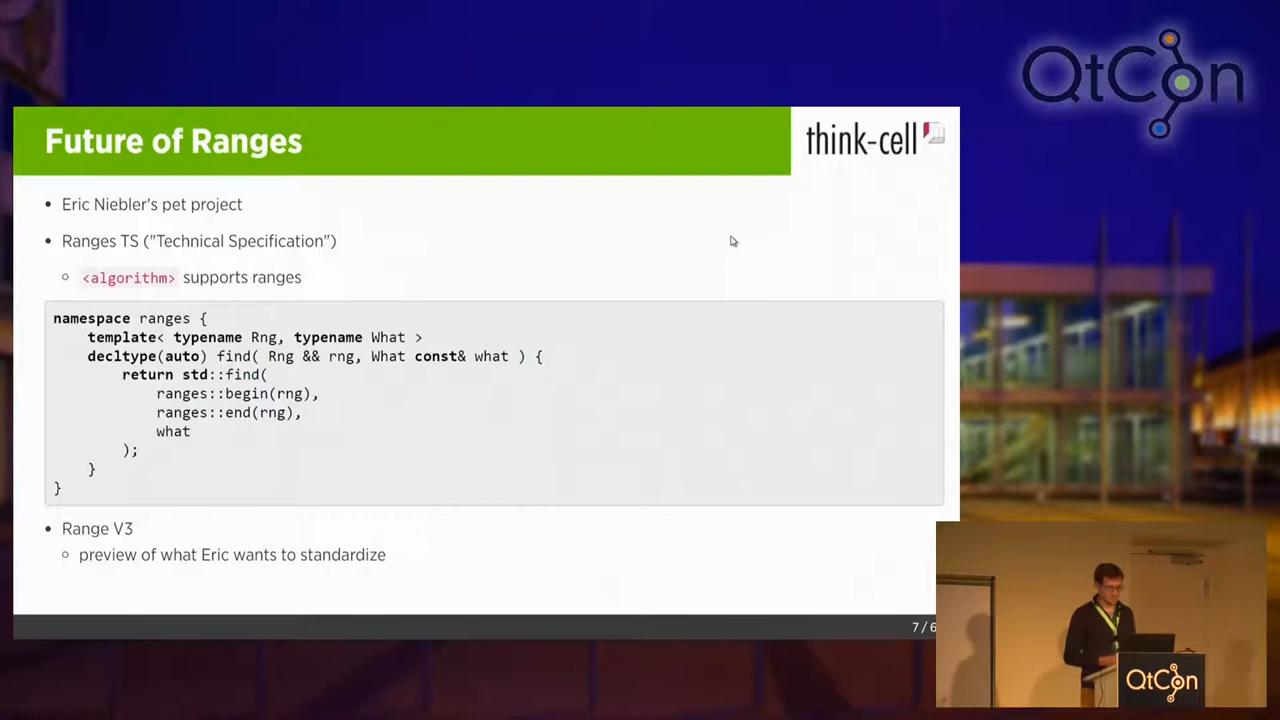 QtCon
Future of Ranges
think-cell
• Eric Niebler's pet project
• Ranges TS ("Technical Specification")
<algorithm> supports ranges
namespace ranges {
template< typename Rng, typename What >
decltype(auto) find( Rng && rng, What const& what ) {
return std::find(
ranges::begin(rng),
ranges::end(rng),
what
);
}
}
• Range V3
preview of what Eric wants to standardize
7/6
QtCon